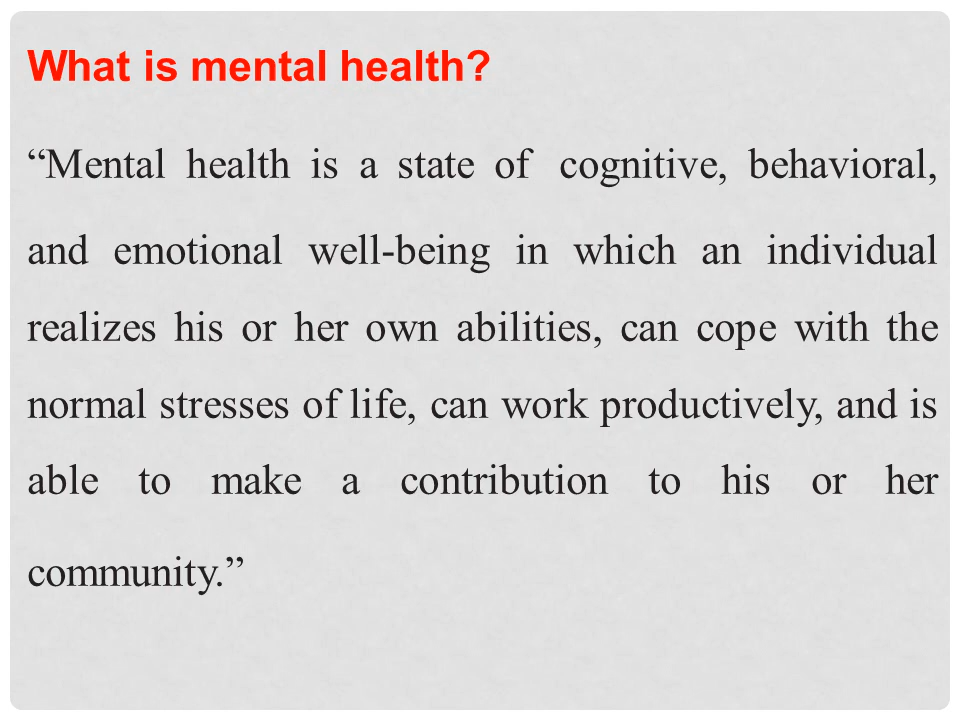 What is mental health?
“Mental health is a state of cognitive, behavioral,
and emotional well-being in which an individual
realizes his or her own abilities, can cope with the
normal stresses of life, can work productively, and is
able to make a contribution to his or her
community.”